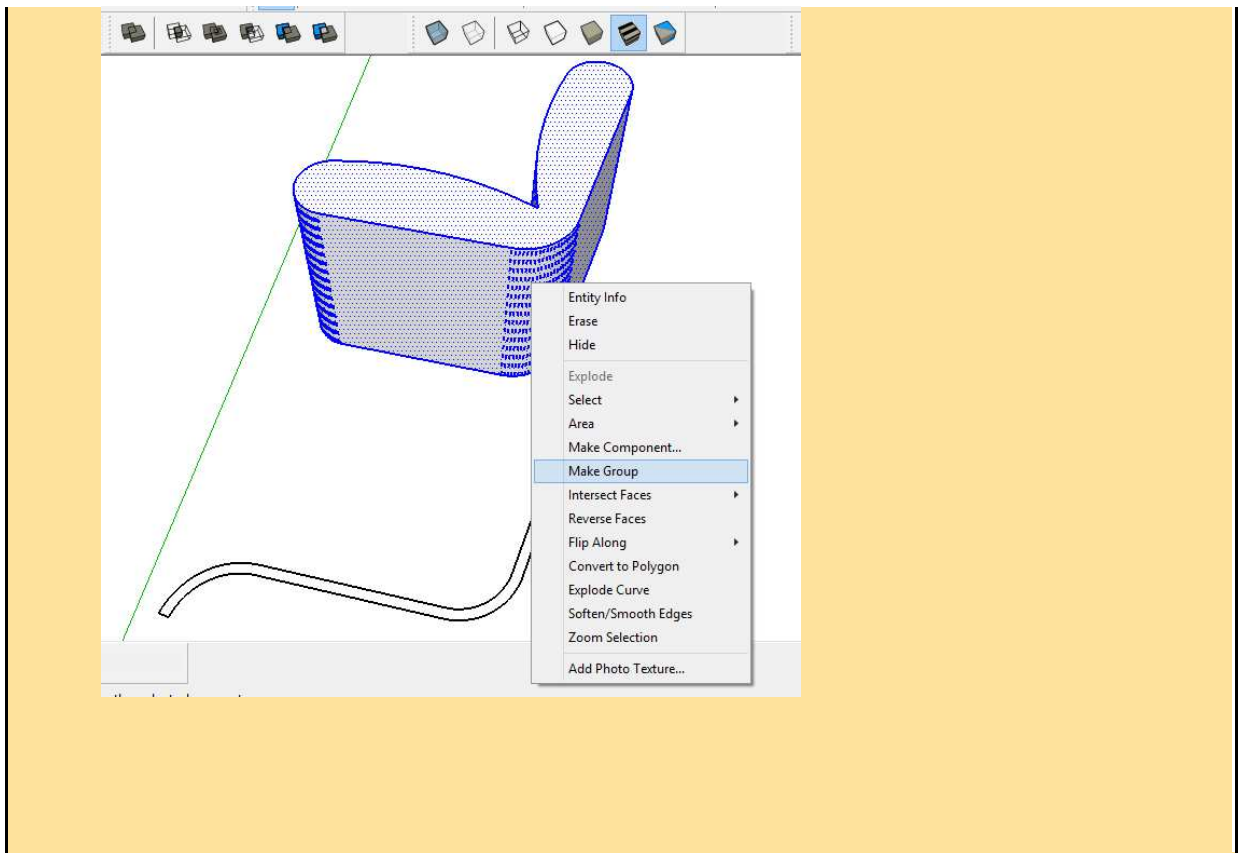 Entity Info
Erase
Hide
Explode
Select
Area
Make Component...
Make Group
Intersect Faces
Reverse Faces
Flip Along
Convert to Polygon
Explode Curve
Soften/Smooth Edges
Zoom Selection
Add Photo Texture...